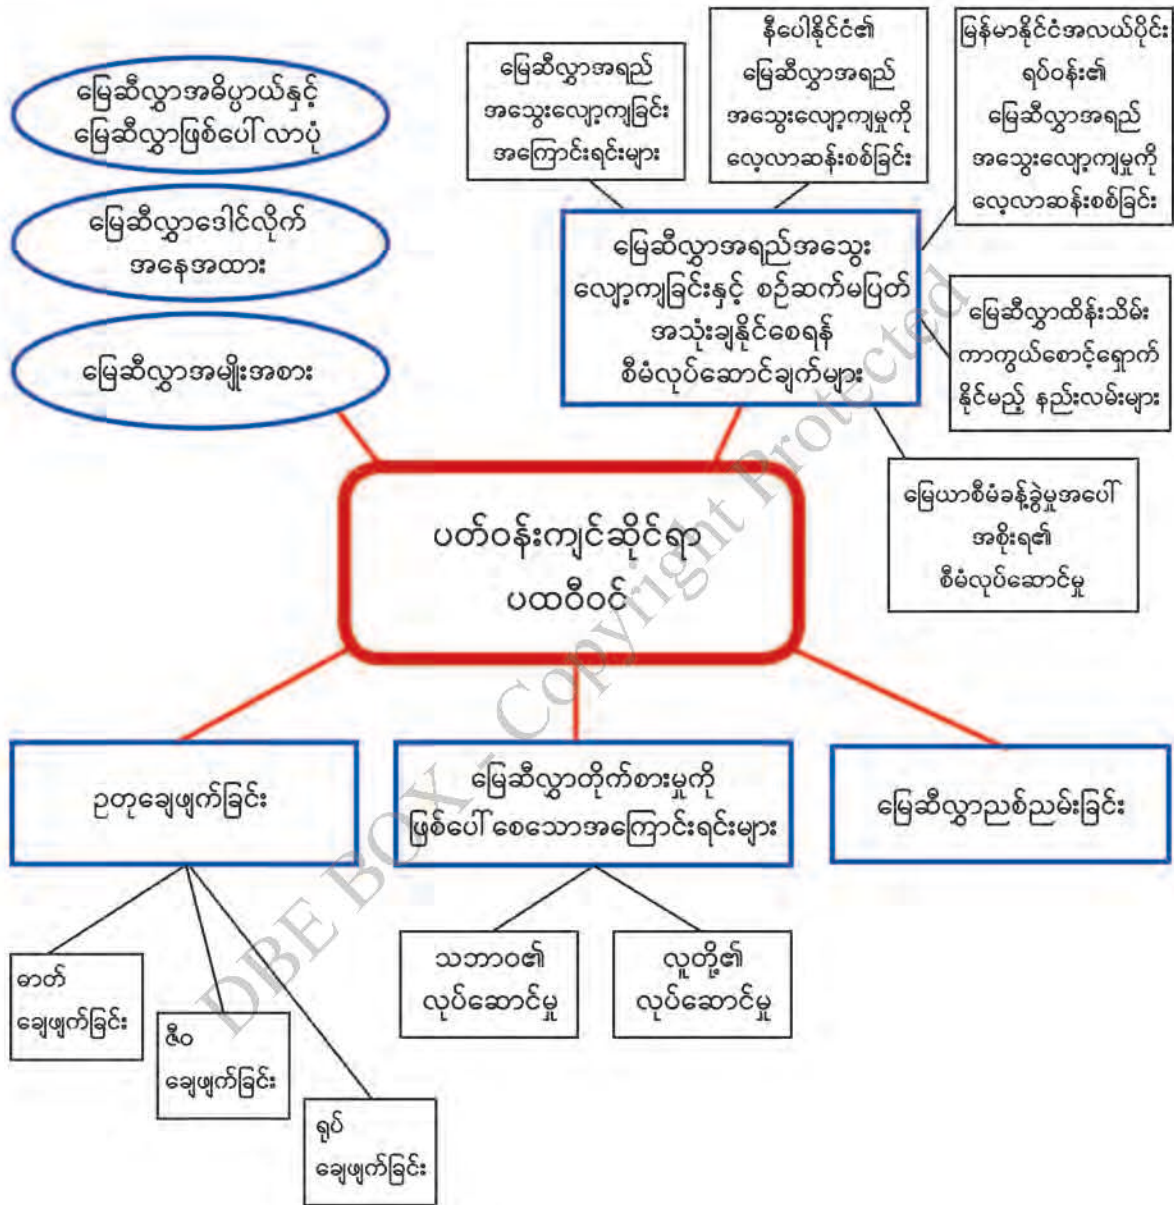 မြေဆီလွှာအဓိပ္ပာယ်နှင့်
မြေဆီလွှာဖြစ်ပေါ် လာပုံ
မြေဆီလွှာဒေါင်လိုက်
အနေအထား
မြေဆီလွှာအမျိုးအစား
မြေဆီလွှာအရည်
အသွေးလျော့ကျခြင်း
အကြောင်းရင်းများ
နီပေါနိုင်ငံ၏
မြေဆီလွှာအရည်
အသွေးလျော့ကျမှုကို
လေ့လာဆန်းစစ်ခြင်း
မြန်မာနိုင်ငံအလယ်ပိုင်း
ရပ်ဝန်း၏
မြေဆီလွှာအရည်
အသွေးလျော့ကျမှုကို
လေ့လာဆန်းစစ်ခြင်း
မြေဆီလွှာအရည်အသွေး
လျော့ကျခြင်းနှင့် စဉ်ဆက်မပြတ်
အသုံးချနိုင်စေရန်
စီမံလုပ်ဆောင်ချက်များ
မြေဆီလွှာထိန်းသိမ်း
ကာကွယ်စောင့်ရှောက်
နိုင်မည့် နည်းလမ်းများ
မြေယာစီမံခန့်ခွဲမှုအပေါ်
အစိုးရ၏
စီမံလုပ်ဆောင်မှု
ပတ်ဝန်းကျင်ဆိုင်ရာ
ပထဝီဝင်
ဥတုချေဖျက်ခြင်း
မြေဆီလွှာတိုက်စားမှုကို
ဖြစ်ပေါ် စေသောအကြောင်းရင်းများ
မြေဆီလွှာညစ်ညမ်းခြင်း
ဓာတ်
ချေဖျက်ခြင်း
ဇီဝ
ချေဖျက်ခြင်း
ရုပ်
ချေဖျက်ခြင်း
သဘာဝ၏
လုပ်ဆောင်မှု
လူတို့၏
လုပ်ဆောင်မှု
DBE BOX - Copyright Protected